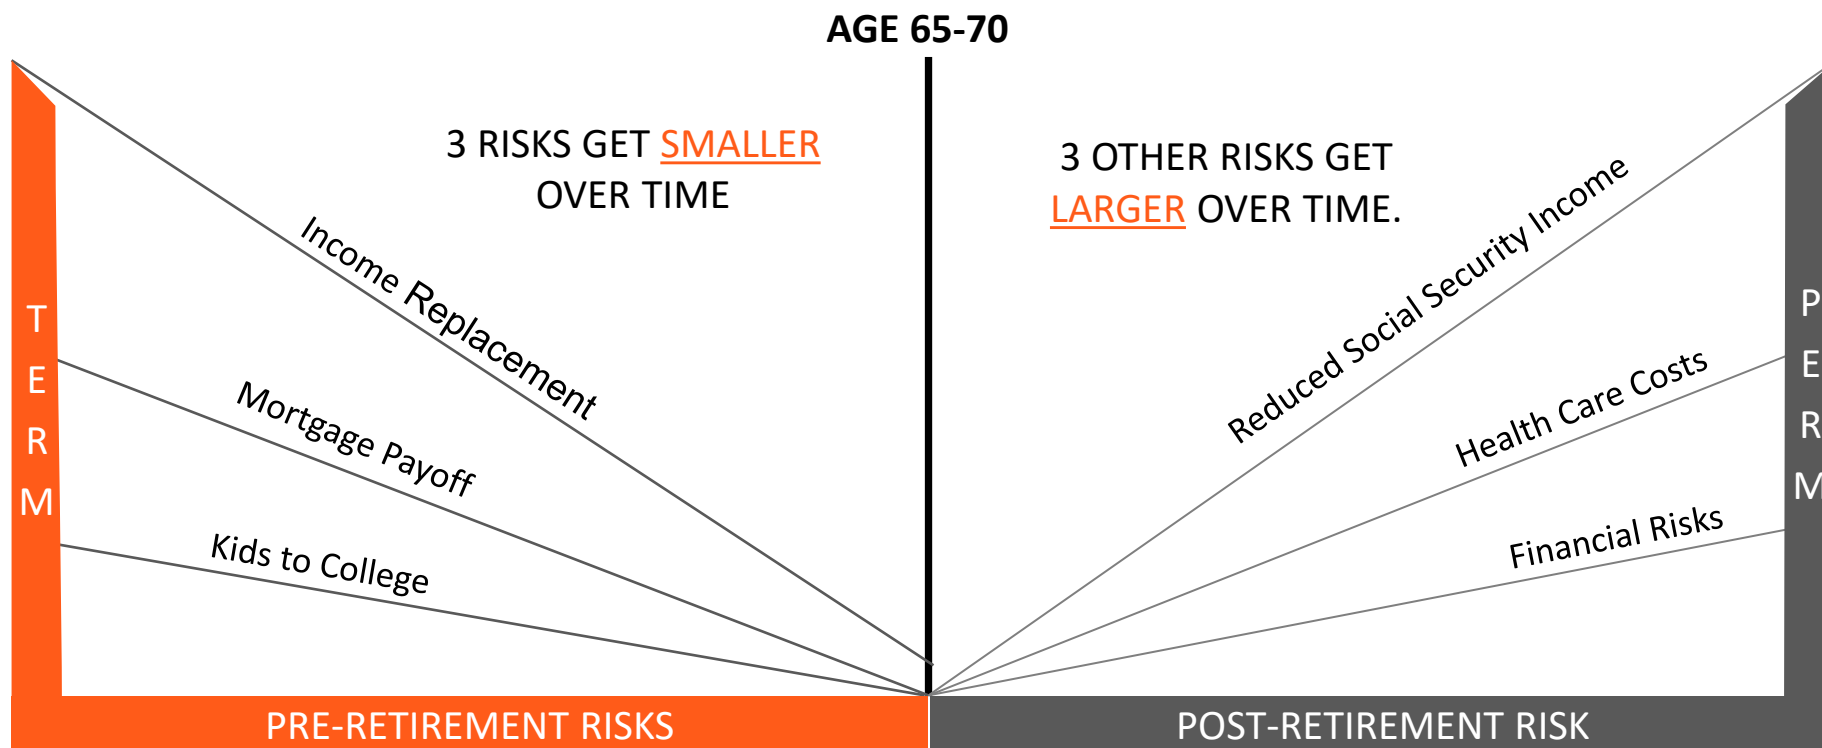 AGE 65-70
3 RISKS GET SMALLER
OVER TIME
3 OTHER RISKS GET
LARGER OVER TIME.
TERM
Income Replacement
Mortgage Payoff
Kids to College
Reduced Social Security Income
Health Care Costs
Financial Risks
PERM
PRE-RETIREMENT RISKS
POST-RETIREMENT RISK